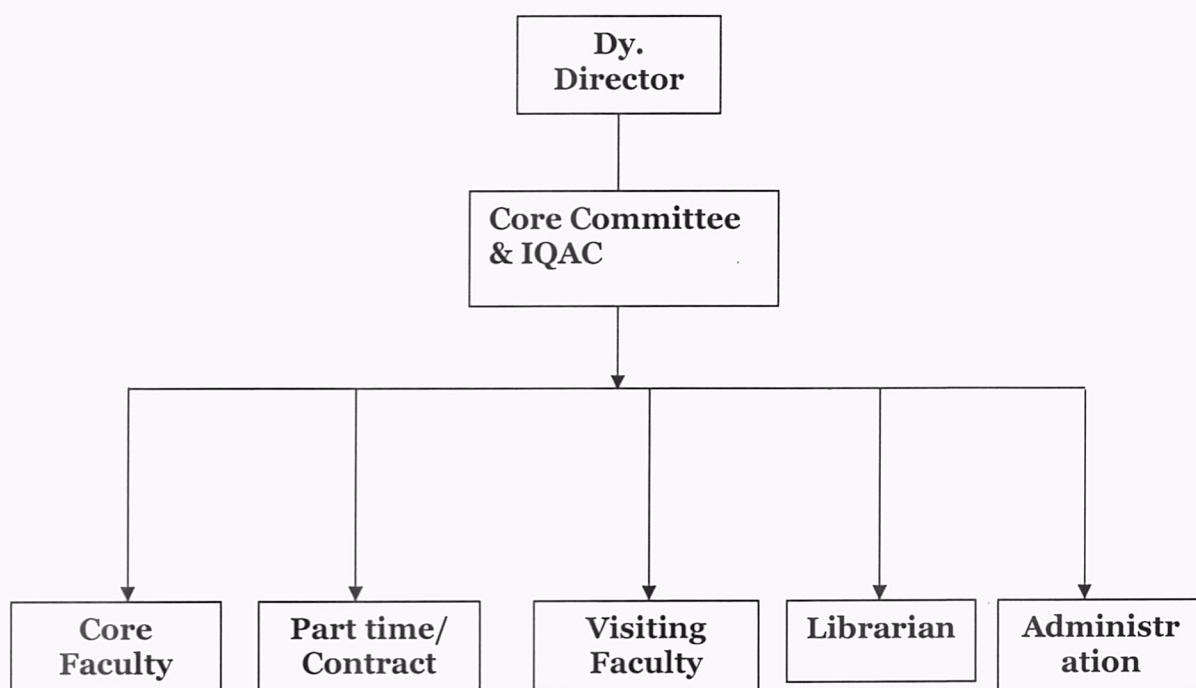 Dy.
Director
Core Committee
& IQAC
Core
Faculty
Part time/
Contract
Visiting
Faculty
Librarian
Administr
ation